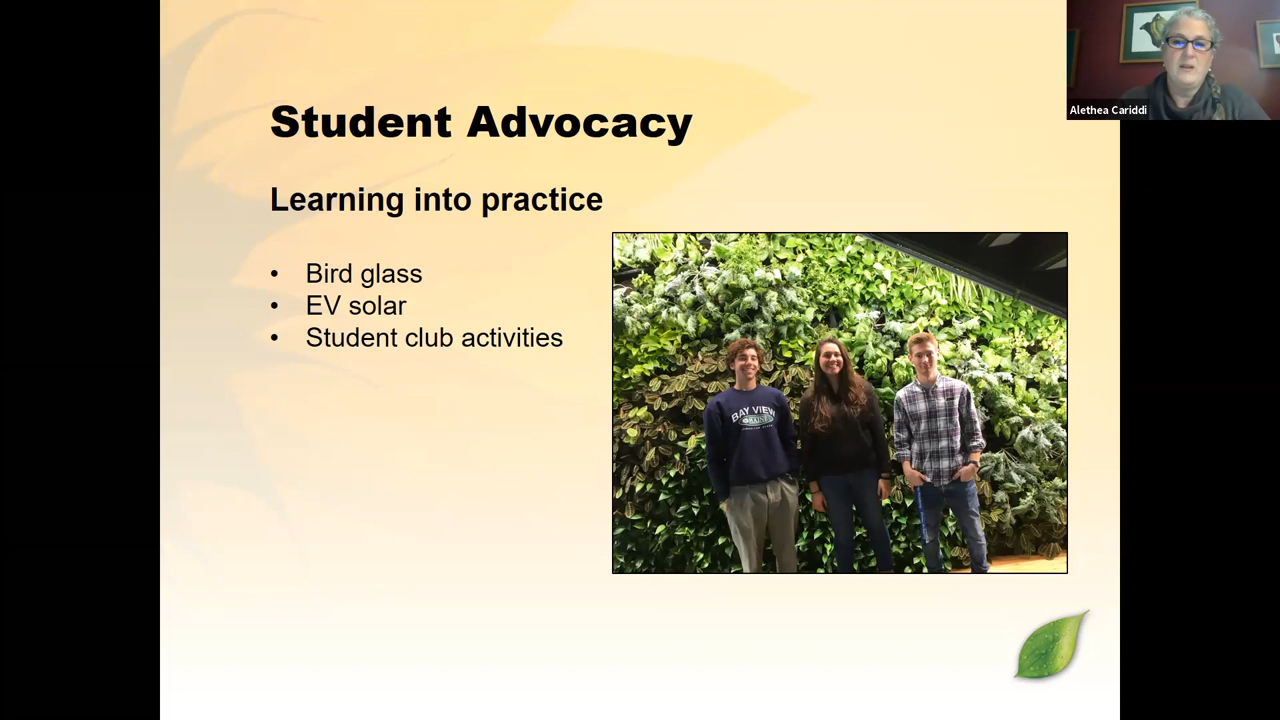 Student Advocacy
Alethea Cariddi
Learning into practice
• Bird glass
• EV solar
• Student club activities
BAY VIEW